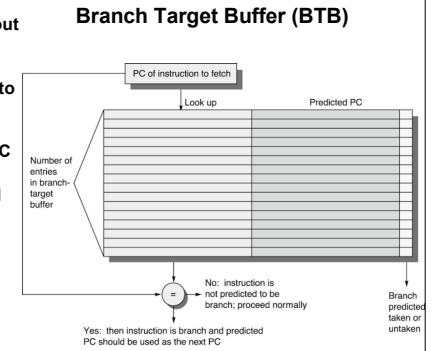 Branch Target Buffer (BTB)
out
to
C
PC of instruction to fetch
Look up
Predicted PC
Number of
entries
in branch-
target
buffer
=
No: instruction is
not predicted to be
branch; proceed normally
Branch
predicted
taken or
untaken
Yes: then instruction is branch and predicted
PC should be used as the next PC